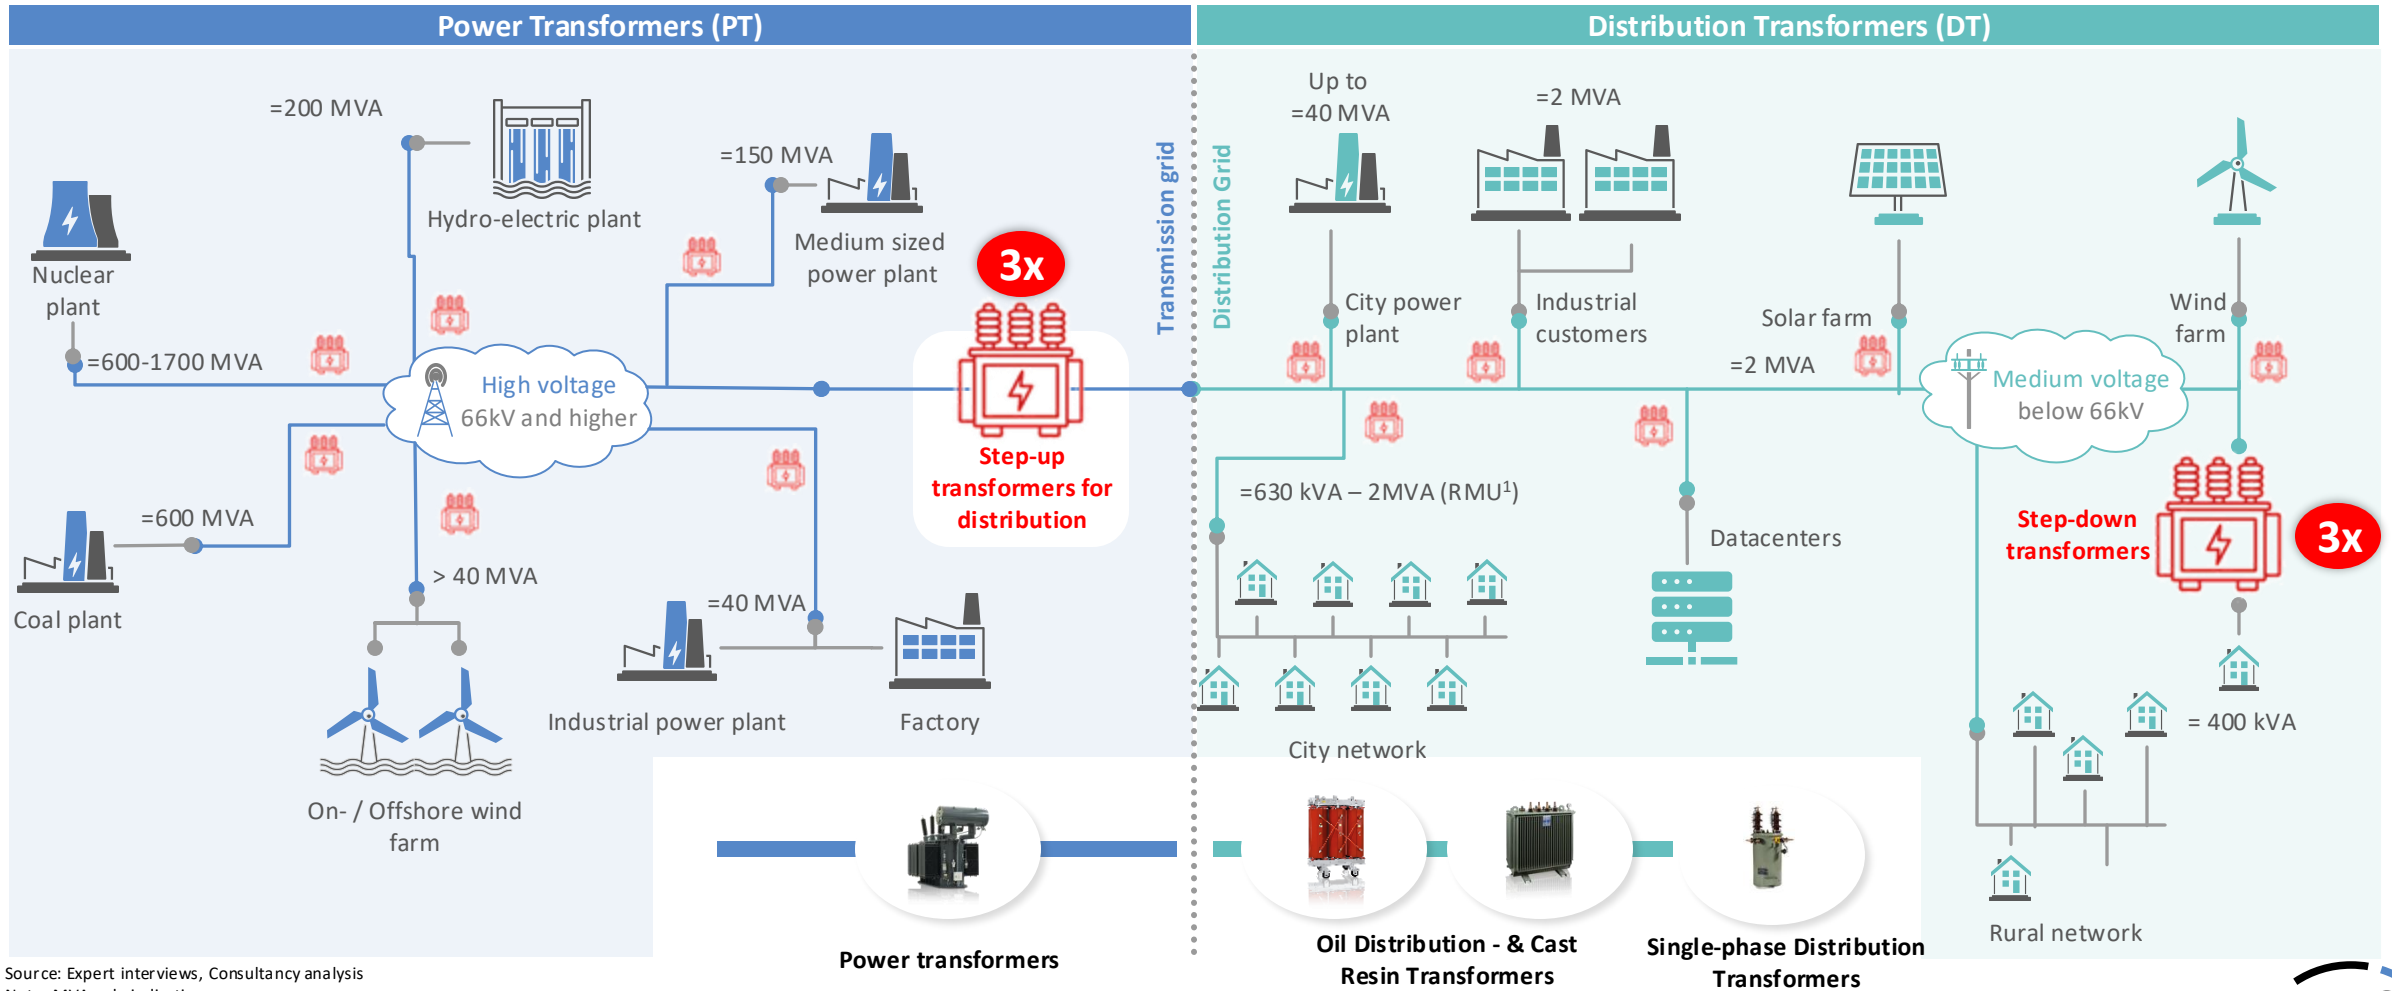 Power Transformers (PT)
Distribution Transformers (DT)
=200 MVA
Hydro-electric plant
=150 MVA
Medium sized
power plant
Nuclear
plant
=600-1700 MVA
High voltage
66kV and higher
=600 MVA
Coal plant
> 40 MVA
On- / Offshore wind
farm
=40 MVA
Industrial power plant
Factory
3x
Step-up
transformers for
distribution
Transmission grid
Distribution Grid
Up to
=40 MVA
City power
plant
=2 MVA
Industrial
customers
Solar farm
=2 MVA
Wind
farm
Medium voltage
below 66kV
=630 kVA – 2MVA (RMU¹)
City network
Datacenters
Step-down
transformers
3x
= 400 kVA
Rural network
Power transformers
Oil Distribution - & Cast
Resin Transformers
Single-phase Distribution
Transformers
Source: Expert interviews, Consultancy analysis